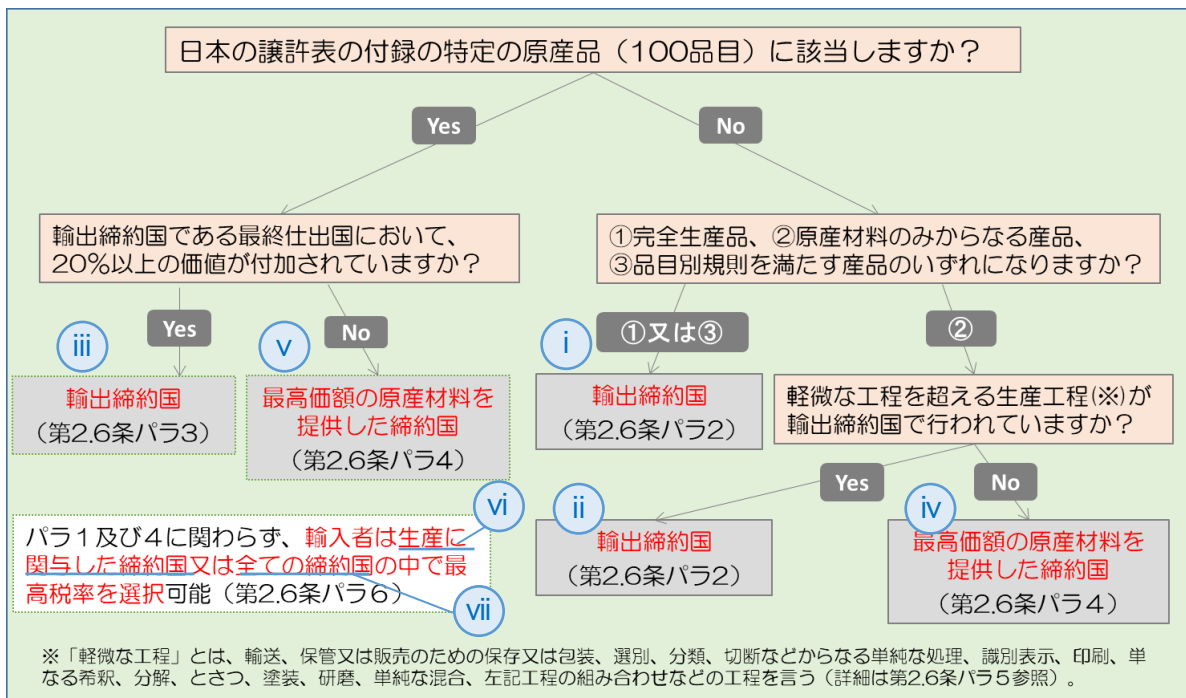 日本の譲許表の付録の特定の原産品（100品目）に該当しますか？
Yes
No
輸出締約国である最終仕出国において、
20％以上の価値が付加されていますか？
①完全生産品、②原産材料のみからなる産品、
③品目別規則を満たす産品のいずれになりますか？
iii
Yes
v
No
i
①又は③
②
輸出締約国
（第2.6条パラ3）
最高価額の原産材料を
提供した締約国
（第2.6条パラ4）
輸出締約国
（第2.6条パラ2）
軽微な工程を超える生産工程(※)が
輸出締約国で行われていますか？
Yes
No
vi
ii
iv
パラ１及び４に関わらず、輸入者は生産に
関与した締約国又は全ての締約国の中で最
高税率を選択可能（第2.6条パラ６）
vii
輸出締約国
（第2.6条パラ2）
最高価額の原産材料を
提供した締約国
（第2.6条パラ４）
※「軽微な工程」とは、輸送、保管又は販売のための保存又は包装、選別、分類、切断などからなる単純な処理、識別表示、印刷、単
なる希釈、分解、とさつ、塗装、研磨、単純な混合、左記工程の組み合わせなどの工程を言う（詳細は第2.6条パラ５参照）。